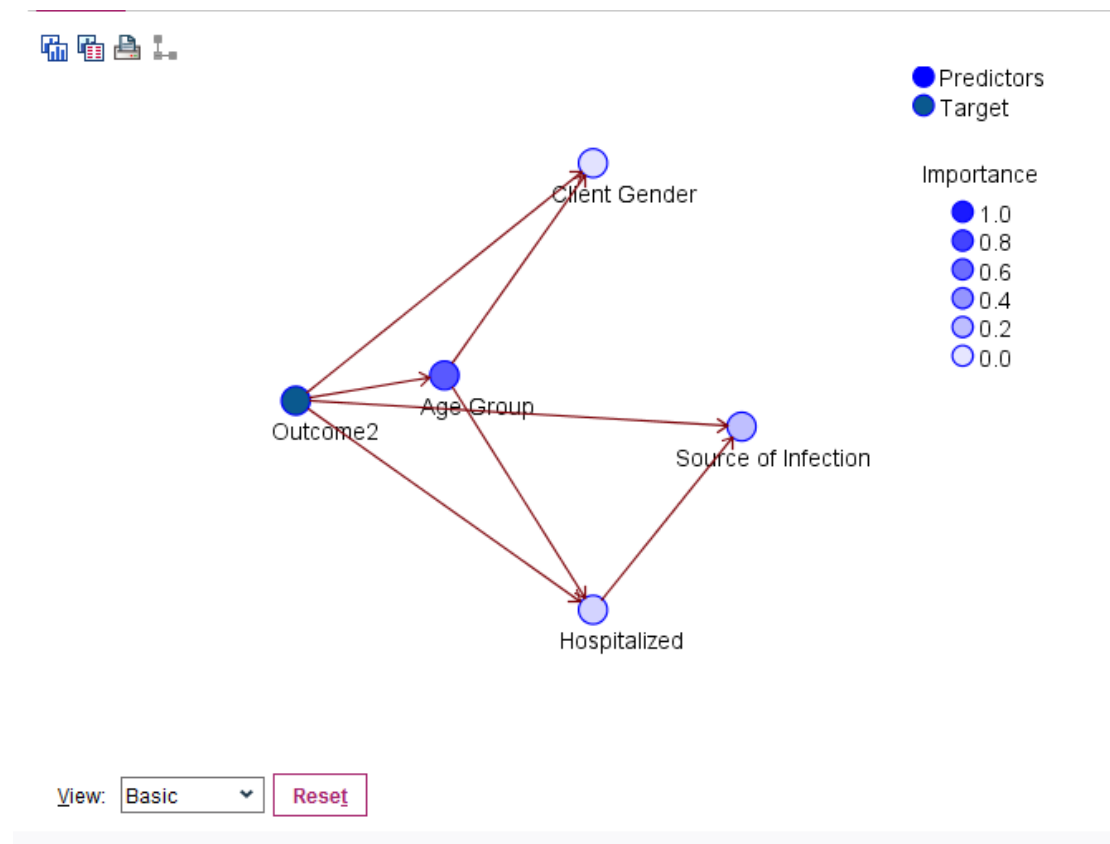 Predictors
Target
Client Gender
Importance
1.0
0.8
0.6
0.4
0.2
0.0
Age Group
Outcome2
Source of Infection
Hospitalized
View: Basic Reset